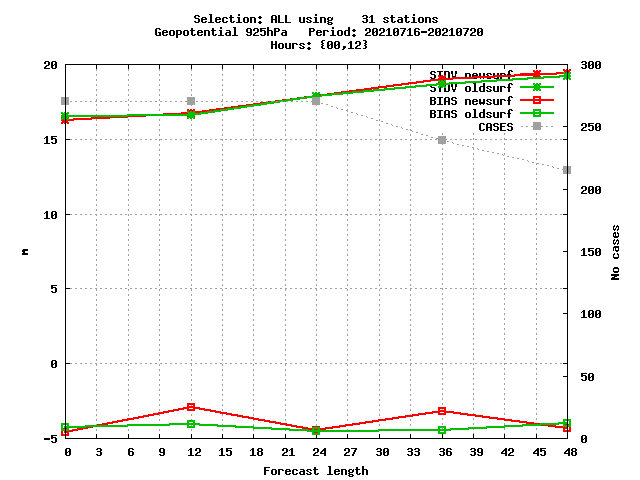 Selection: ALL using    31 stations
Geopotential 925hPa   Period: 20210716-20210720
Hours: {00,12}
20
15
10
5
0
-5
m
300
250
200
150
100
50
0
No cases
STDV newsurf
STDV oldsurf
BIAS newsurf
BIAS oldsurf
CASES
0 3 6 9 12 15 18 21 24 27 30 33 36 39 42 45 48
Forecast length